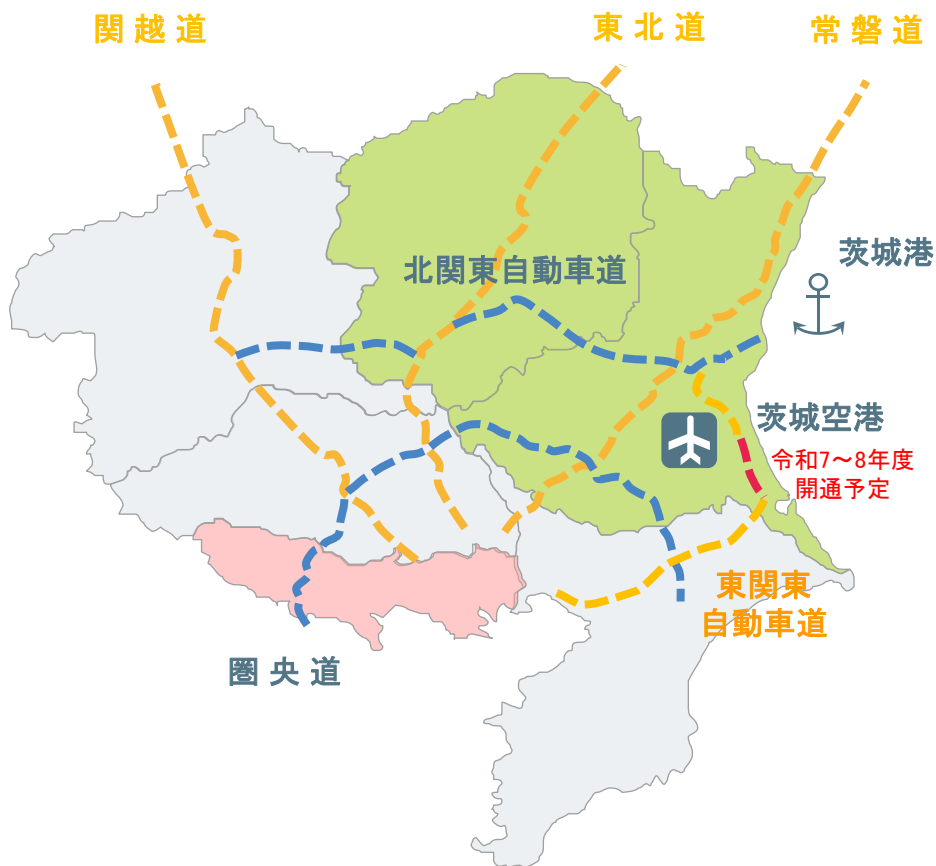 関越道
東北道
常磐道
茨城港
北関東自動車道
茨城空港
令和7～8年度
開通予定
東関東
自動車道
圏央道